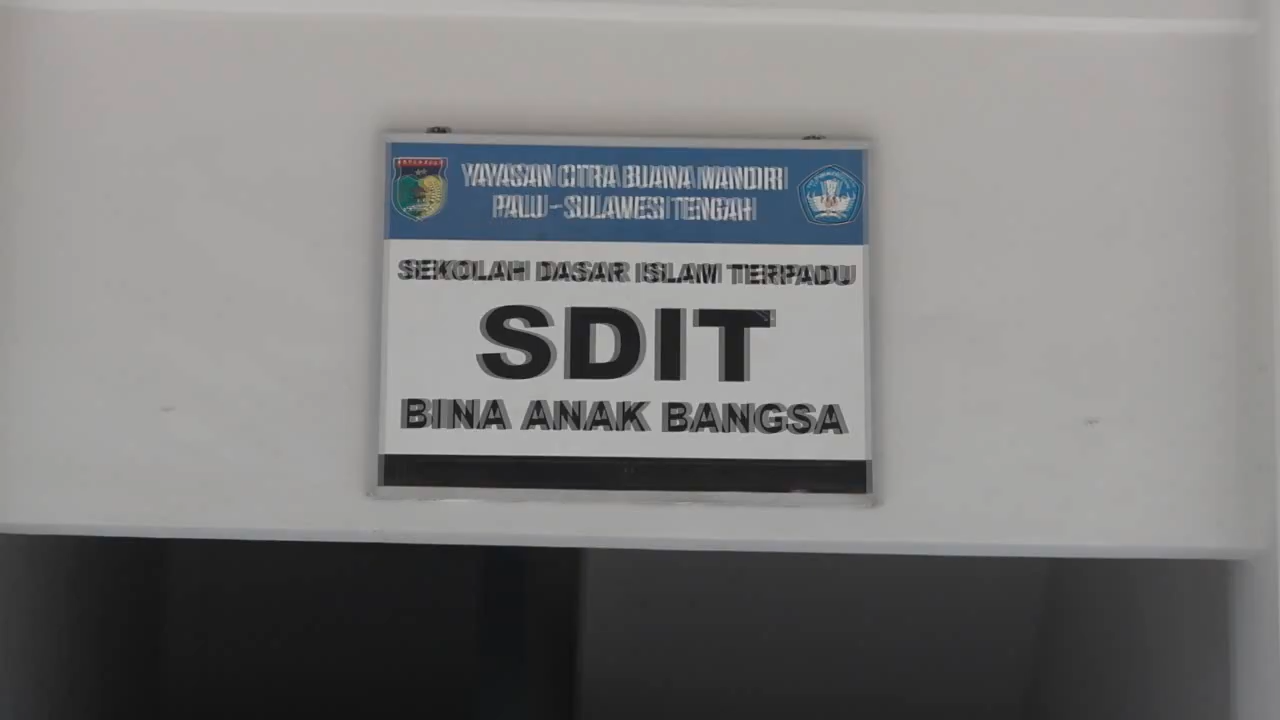 YAYASAN CITRA BUANA MANDIRI
PALU - SULAWESI TENGAH
SEKOLAH DASAR ISLAM TERPADU
SDIT
BINA ANAK BANGSA